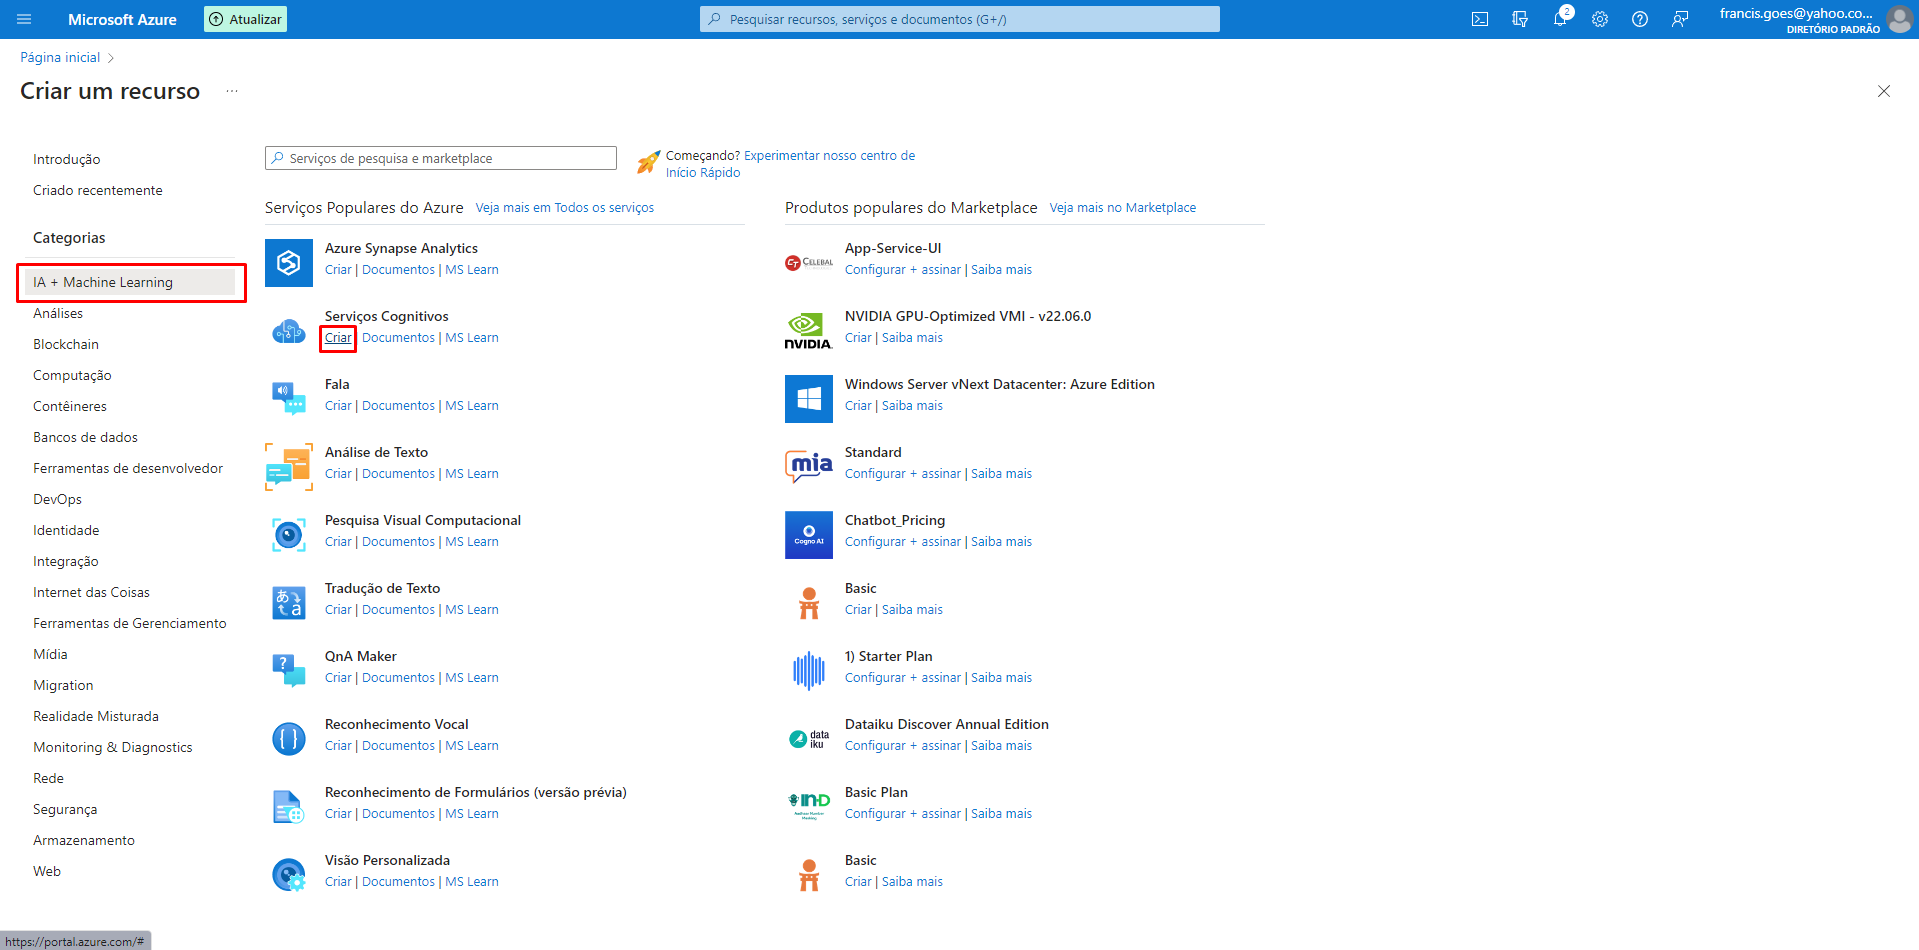 Microsoft Azure
Atualizar
Pesquisar recursos, serviços e documentos (G+/)
2
francis.goes@yahoo.co...
DIRETÓRIO PADRÃO
Página inicial
Criar um recurso
...
Introdução
Criado recentemente
Categorias
IA + Machine Learning
Análises
Blockchain
Computação
Contêineres
Bancos de dados
Ferramentas de desenvolvedor
DevOps
Identidade
Integração
Internet das Coisas
Ferramentas de Gerenciamento
Mídia
Migration
Realidade Misturada
Monitoring & Diagnostics
Rede
Segurança
Armazenamento
Web
Serviços de pesquisa e marketplace
Começando? Experimentar nosso centro de
Início Rápido
Serviços Populares do Azure Veja mais em Todos os serviços
Azure Synapse Analytics
Criar | Documentos | MS Learn
Serviços Cognitivos
Criar Documentos | MS Learn
Fala
Criar | Documentos | MS Learn
Análise de Texto
Criar | Documentos | MS Learn
Pesquisa Visual Computacional
Criar | Documentos | MS Learn
Tradução de Texto
Criar | Documentos | MS Learn
QnA Maker
Criar | Documentos | MS Learn
Reconhecimento Vocal
Criar | Documentos | MS Learn
Reconhecimento de Formulários (versão prévia)
Criar | Documentos | MS Learn
Visão Personalizada
Criar | Documentos | MS Learn
Produtos populares do Marketplace Veja mais no Marketplace
CT CELEBAL
App-Service-UI
Configurar + assinar | Saiba mais
NVIDIA.
NVIDIA GPU-Optimized VMI - v22.06.0
Criar | Saiba mais
Windows Server vNext Datacenter: Azure Edition
Criar | Saiba mais
mia
Standard
Configurar + assinar | Saiba mais
Cogno AI
Chatbot_Pricing
Configurar + assinar | Saiba mais
Basic
Criar | Saiba mais
1) Starter Plan
Configurar + assinar | Saiba mais
data
iku
Dataiku Discover Annual Edition
Configurar + assinar | Saiba mais
IN-D
Basic Plan
Configurar + assinar | Saiba mais
Basic
Criar | Saiba mais
https://portal.azure.com/#